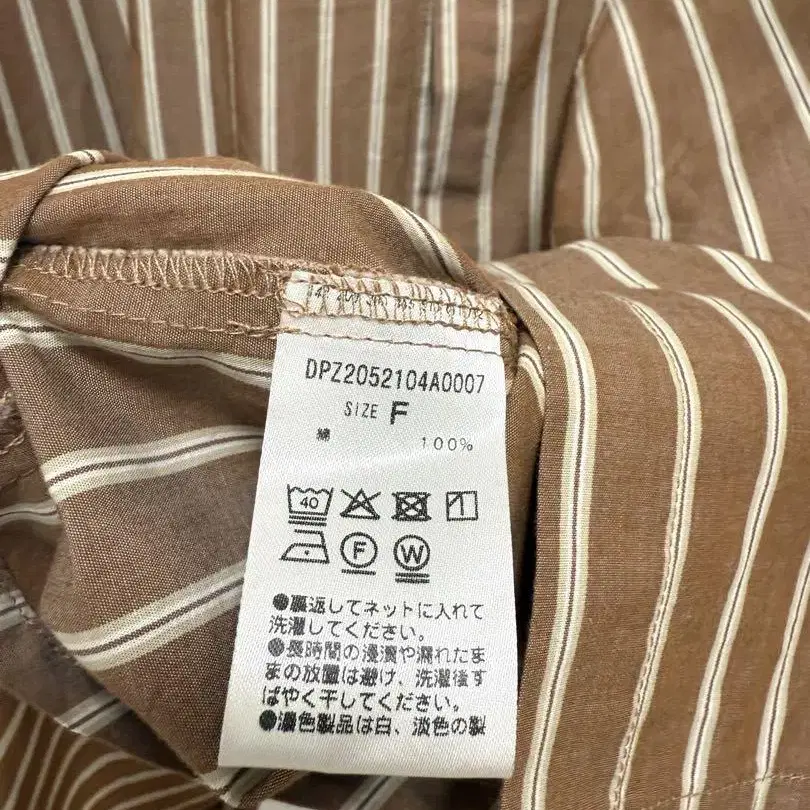 DPZ2052104A0007
SIZE F
綿 100%
40
F W
●裏返してネットに入れて
洗濯してください。
●長時間の浸漬や濡れたま
まの放置は避け、洗濯後す
ばやく干してください。
●濃色製品は白、淡色の製